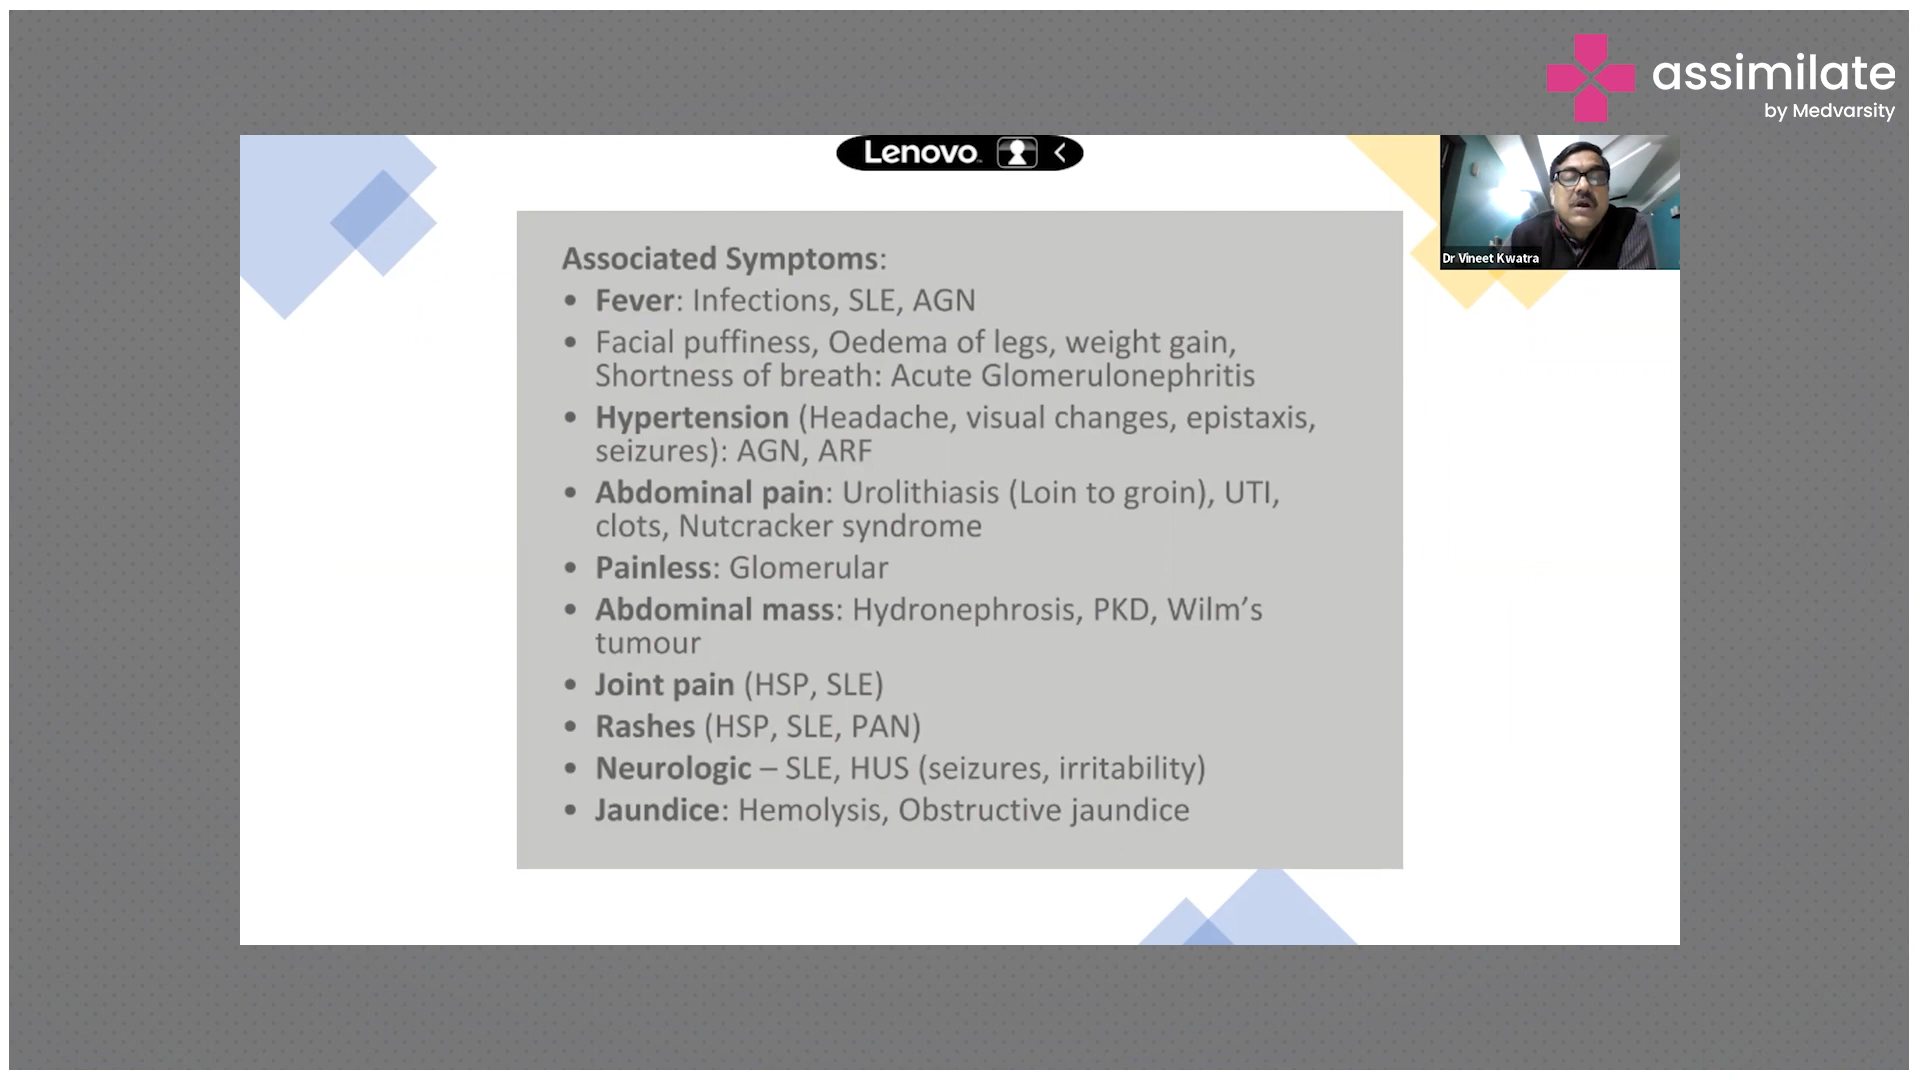 assimilate
by Medvarsity
Lenovo
Dr Vineet Kwatra
Associated Symptoms:
• Fever: Infections, SLE, AGN
• Facial puffiness, Oedema of legs, weight gain,
Shortness of breath: Acute Glomerulonephritis
• Hypertension (Headache, visual changes, epistaxis,
seizures): AGN, ARF
• Abdominal pain: Urolithiasis (Loin to groin), UTI,
clots, Nutcracker syndrome
• Painless: Glomerular
• Abdominal mass: Hydronephrosis, PKD, Wilm’s
tumour
• Joint pain (HSP, SLE)
• Rashes (HSP, SLE, PAN)
• Neurologic – SLE, HUS (seizures, irritability)
• Jaundice: Hemolysis, Obstructive jaundice